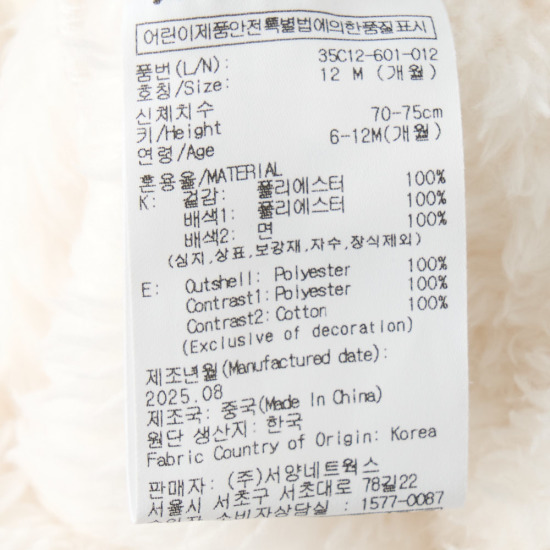 어린이제품안전특별법에의한품질표시
품번(L/N): 35C12-601-012
호칭/Size: 12 M (개월)
신체치수
키/Height 70-75cm
연령/Age 6-12M(개월)
혼용율/MATERIAL
K: 겉감: 폴리에스터 100%
배색1: 폴리에스터 100%
배색2: 면 100%
(심지,상표,보강재,자수,장식제외)
E: Outshell: Polyester 100%
Contrast1: Polyester 100%
Contrast2: Cotton 100%
(Exclusive of decoration)
제조년월(Manufactured date):
2025.08
제조국: 중국(Made In China)
원단 생산지: 한국
Fabric Country of Origin: Korea
판매자: (주)서양네트웍스
서울시 서초구 서초대로 78길22
소비자상담실 : 1577-0087